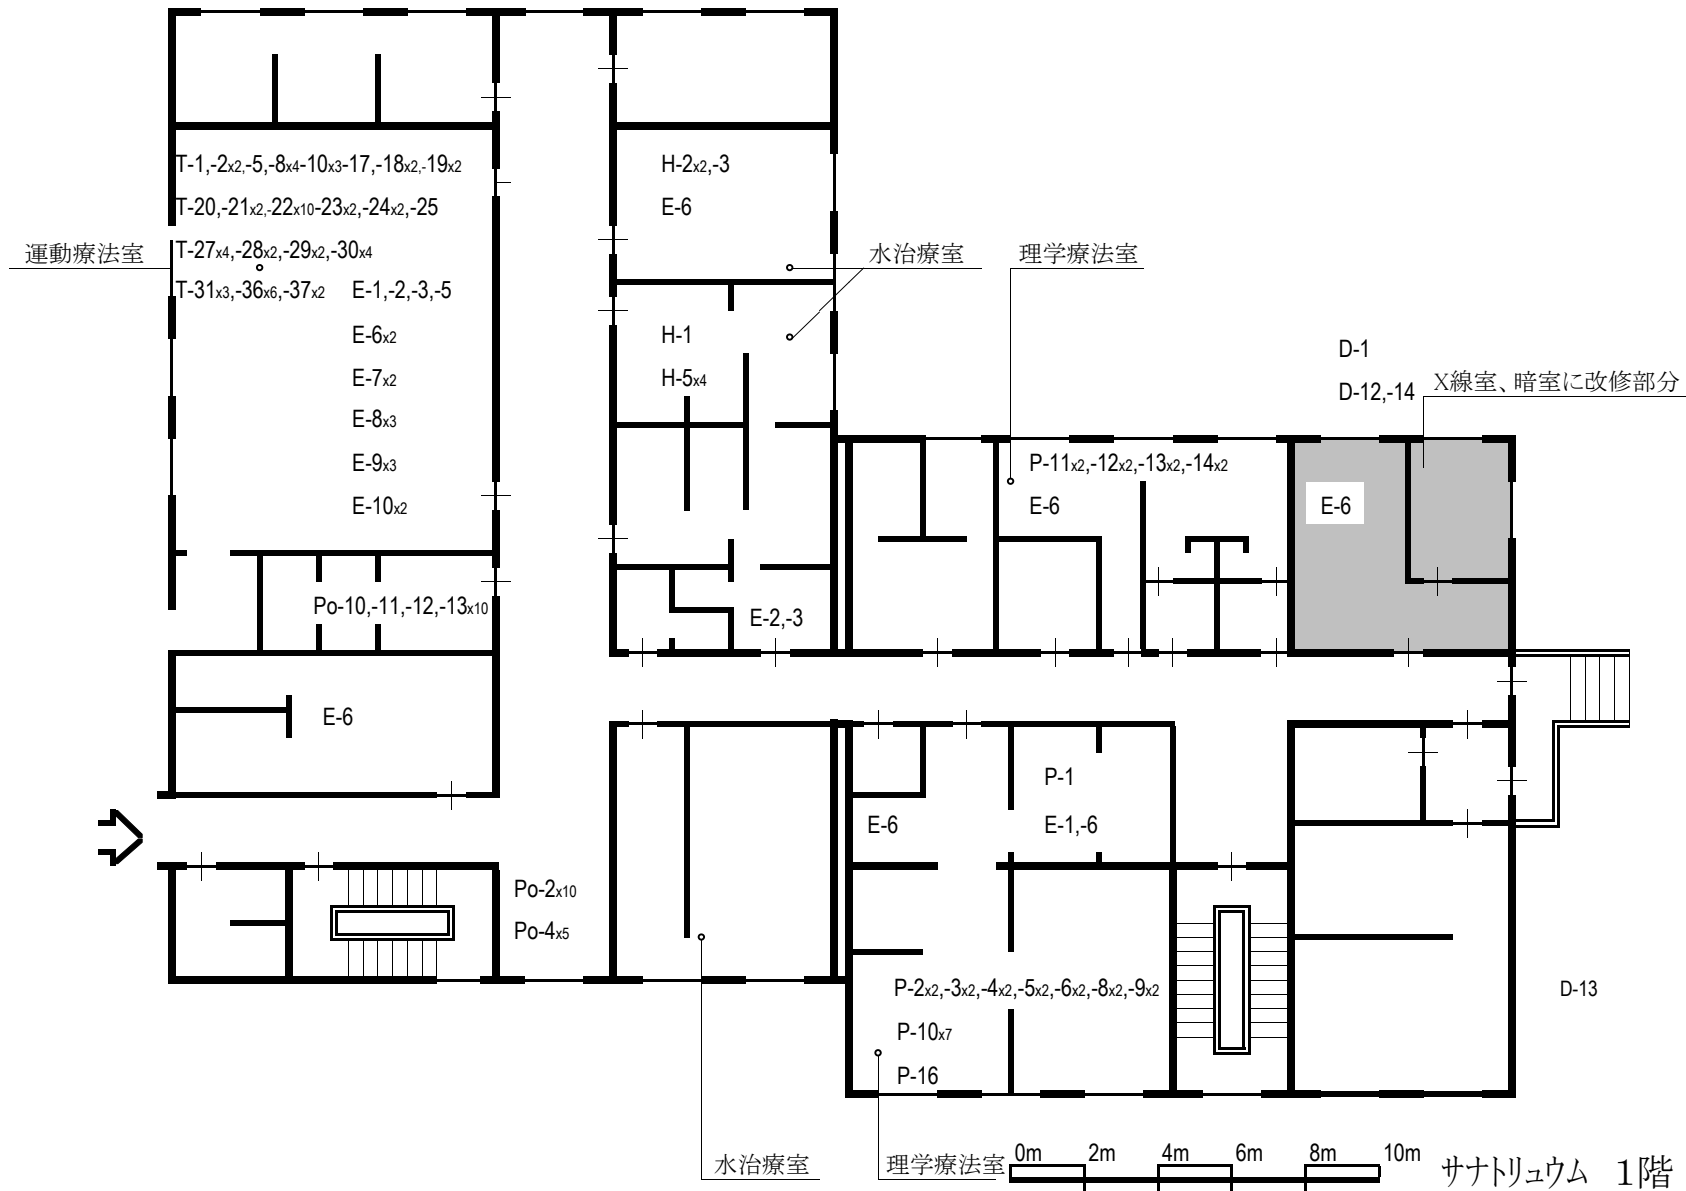 T-1,-2x2,-5,-8x4-10x3-17,-18x2,-19x2
T-20,-21x2,-22x10-23x2,-24x2,-25
T-27x4,-28x2,-29x2,-30x4
T-31x3,-36x6,-37x2 E-1,-2,-3,-5
E-6x2
E-7x2
E-8x3
E-9x3
E-10x2
運動療法室
H-2x2,-3
E-6
水治療室
理学療法室
H-1
H-5x4
D-1
D-12,-14
X線室、暗室に改修部分
P-11x2,-12x2,-13x2,-14x2
E-6
E-6
Po-10,-11,-12,-13x10
E-2,-3
E-6
P-1
E-1,-6
E-6
Po-2x10
Po-4x5
P-2x2,-3x2,-4x2,-5x2,-6x2,-8x2,-9x2
P-10x7
P-16
D-13
水治療室
理学療法室
0m 2m 4m 6m 8m 10m
サナトリュウム 1階